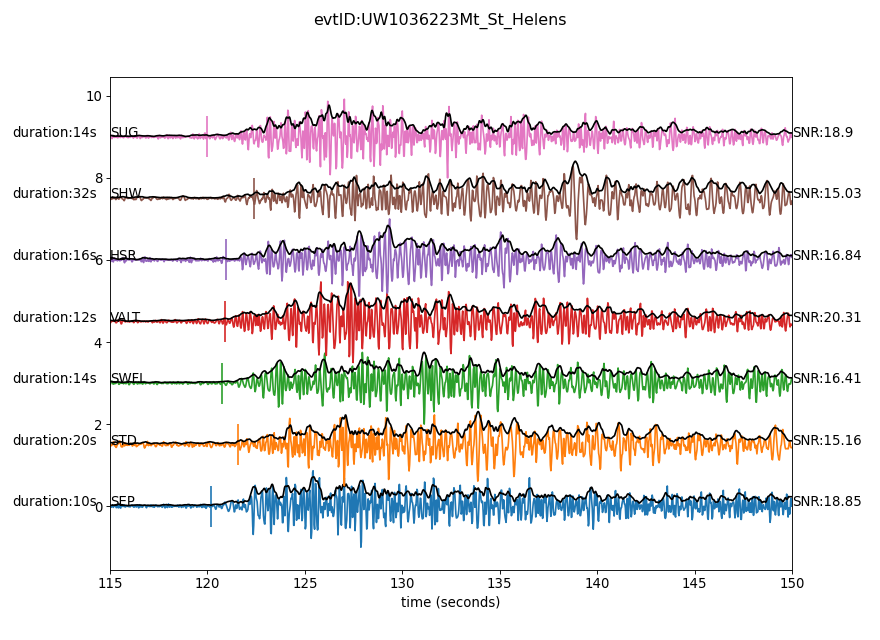 evtID:UW1036223Mt_St_Helens
10
duration:14s SUG SNR:18.9
8
duration:32s SHW SNR:15.03
duration:16s HSR SNR:16.84
6
duration:12s VALT SNR:20.31
4
duration:14s SWFL SNR:16.41
2
duration:20s STD SNR:15.16
duration:10s SEP SNR:18.85
0
115 120 125 130 135 140 145 150
time (seconds)